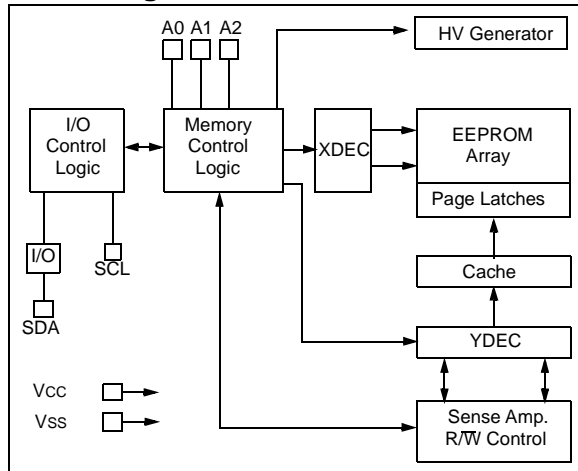 A0 A1 A2
HV Generator
I/O
Control
Logic
Memory
Control
Logic
XDEC
EEPROM
Array
Page Latches
I/O
SCL
SDA
Cache
YDEC
VCC
VSS
Sense Amp.
R/W̅ Control